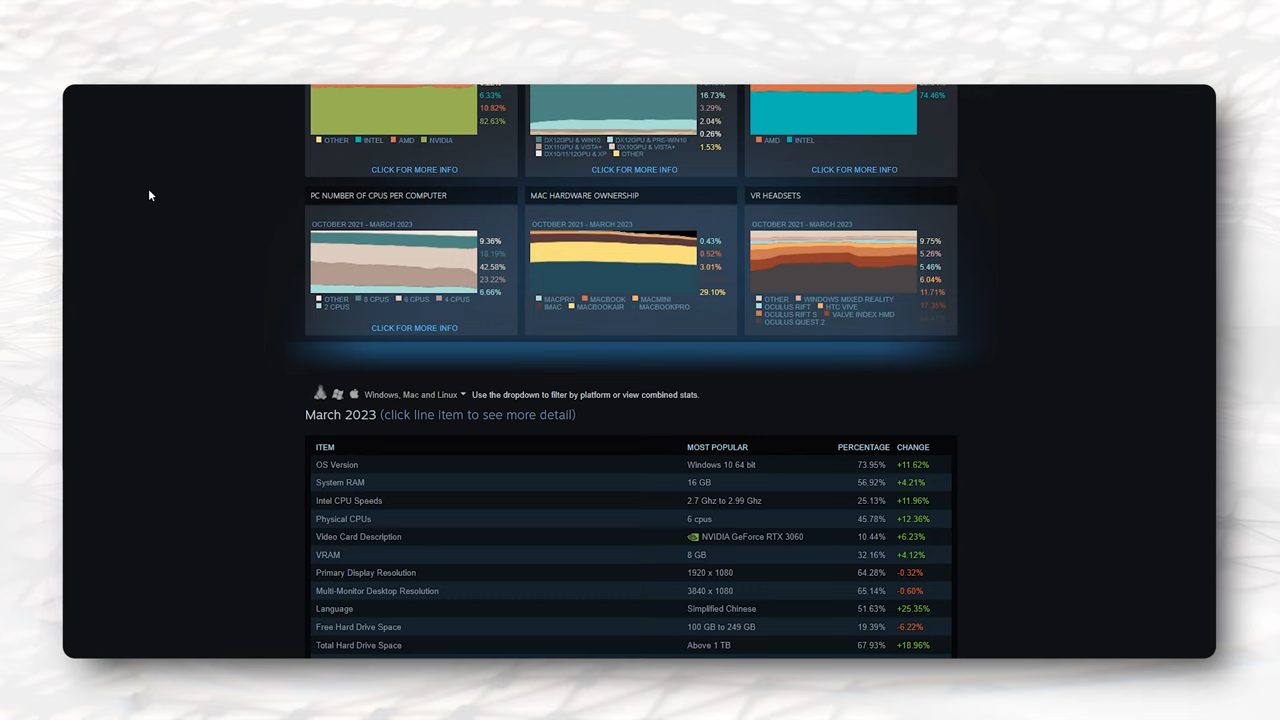 6.33%
10.82%
82.63%
OTHER INTEL AMD NVIDIA
CLICK FOR MORE INFO
16.73%
3.29%
2.04%
0.26%
1.53%
DX12GPU & WIN10 DX12GPU & PRE-WIN10
DX11GPU & VISTA+ DX10GPU & VISTA+
DX10/11/12GPU & XP OTHER
CLICK FOR MORE INFO
74.46%
AMD INTEL
CLICK FOR MORE INFO
PC NUMBER OF CPUS PER COMPUTER
OCTOBER 2021 - MARCH 2023
9.36%
18.19%
42.58%
23.22%
6.66%
OTHER 8 CPUS 6 CPUS 4 CPUS
2 CPUS
CLICK FOR MORE INFO
MAC HARDWARE OWNERSHIP
OCTOBER 2021 - MARCH 2023
0.43%
0.52%
3.01%
29.10%
MACPRO MACBOOK MACMINI
IMAC MACBOOKAIR MACBOOKPRO
VR HEADSETS
OCTOBER 2021 - MARCH 2023
9.75%
5.26%
5.46%
6.04%
11.71%
17.35%
OTHER WINDOWS MIXED REALITY
OCULUS RIFT HTC VIVE
OCULUS RIFT S VALVE INDEX HMD
OCULUS QUEST 2
Windows, Mac and Linux Use the dropdown to filter by platform or view combined stats.
March 2023 (click line item to see more detail)
ITEM MOST POPULAR PERCENTAGE CHANGE
OS Version Windows 10 64 bit 73.95% +11.62%
System RAM 16 GB 56.92% +4.21%
Intel CPU Speeds 2.7 Ghz to 2.99 Ghz 25.13% +11.96%
Physical CPUs 6 cpus 45.78% +12.36%
Video Card Description NVIDIA GeForce RTX 3060 10.44% +6.23%
VRAM 8 GB 32.16% +4.12%
Primary Display Resolution 1920 x 1080 64.28% -0.32%
Multi-Monitor Desktop Resolution 3840 x 1080 65.14% -0.60%
Language Simplified Chinese 51.63% +25.35%
Free Hard Drive Space 100 GB to 249 GB 19.39% -6.22%
Total Hard Drive Space Above 1 TB 67.93% +18.96%